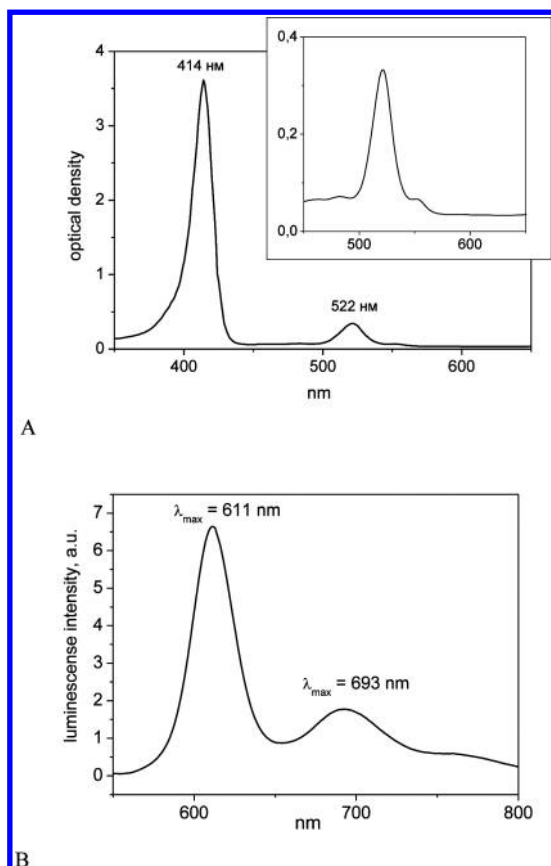 4
3
2
1
0
optical density
414 нм
522 нм
400
500
600
nm
0,4
0,2
0,0
500
600
A
7
6
5
4
3
2
1
0
luminescense intensity, a.u.
λmax = 611 nm
λmax = 693 nm
600
700
800
nm
B